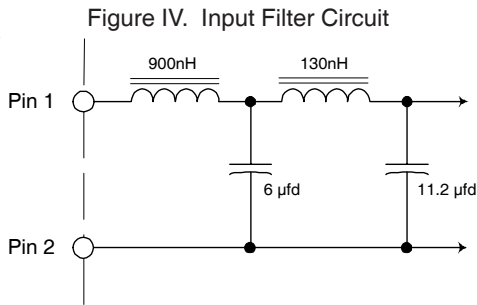 Figure IV. Input Filter Circuit
900nH
130nH
Pin 1
6 µfd
11.2 µfd
Pin 2